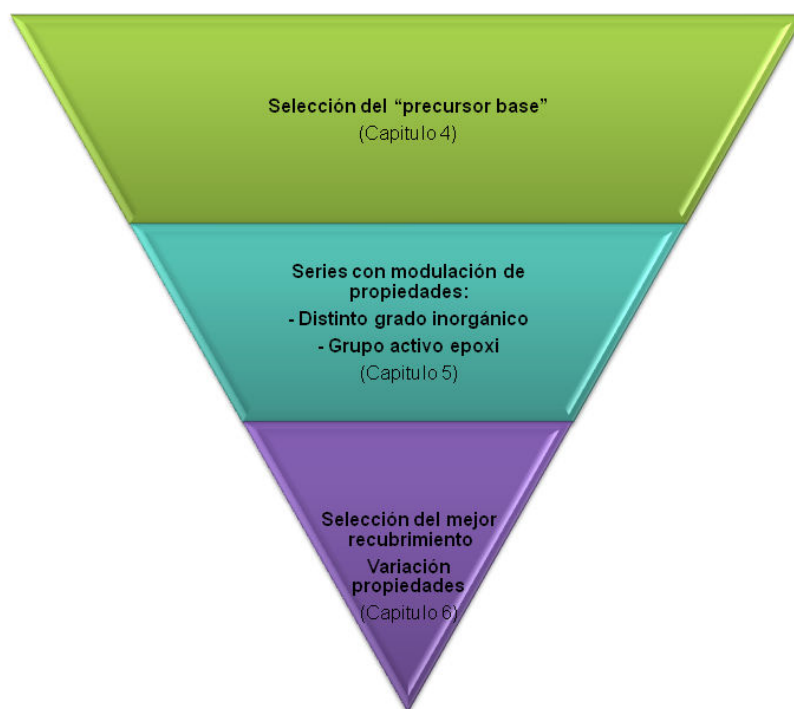 Selección del “precursor base”
(Capitulo 4)
Series con modulación de
propiedades:
- Distinto grado inorgánico
- Grupo activo epoxi
(Capitulo 5)
Selección del mejor
recubrimiento
Variación
propiedades
(Capitulo 6)